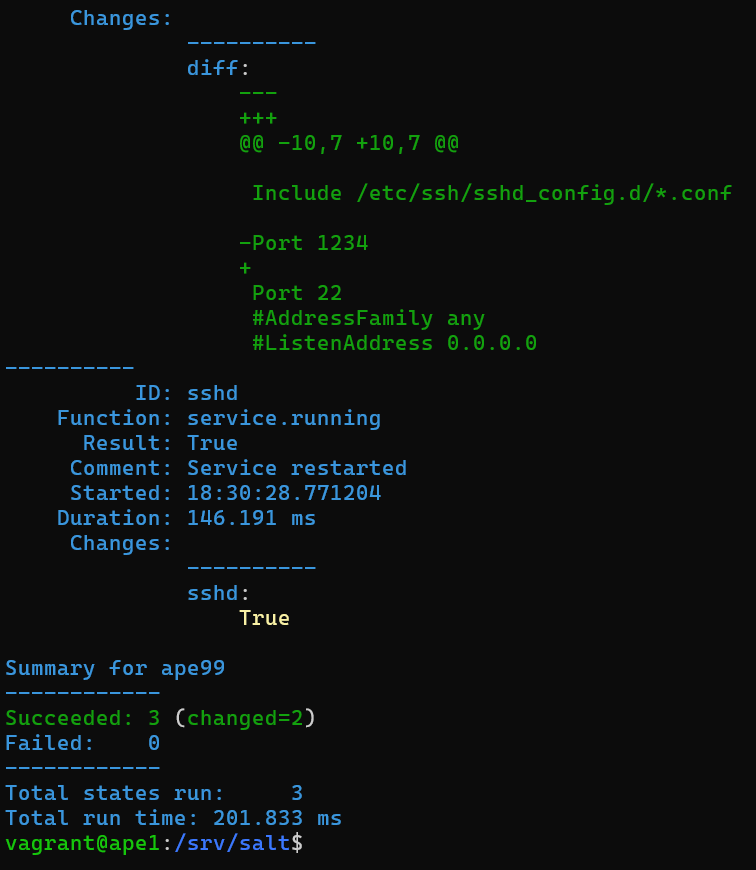 Changes:
----------
diff:
---
+++
@@ -10,7 +10,7 @@
Include /etc/ssh/sshd_config.d/*.conf
-Port 1234
+
Port 22
#AddressFamily any
#ListenAddress 0.0.0.0
----------
ID: sshd
Function: service.running
Result: True
Comment: Service restarted
Started: 18:30:28.771204
Duration: 146.191 ms
Changes:
----------
sshd:
True
Summary for ape99
------------
Succeeded: 3 (changed=2)
Failed:    0
------------
Total states run:     3
Total run time: 201.833 ms
vagrant@ape1:/srv/salt$